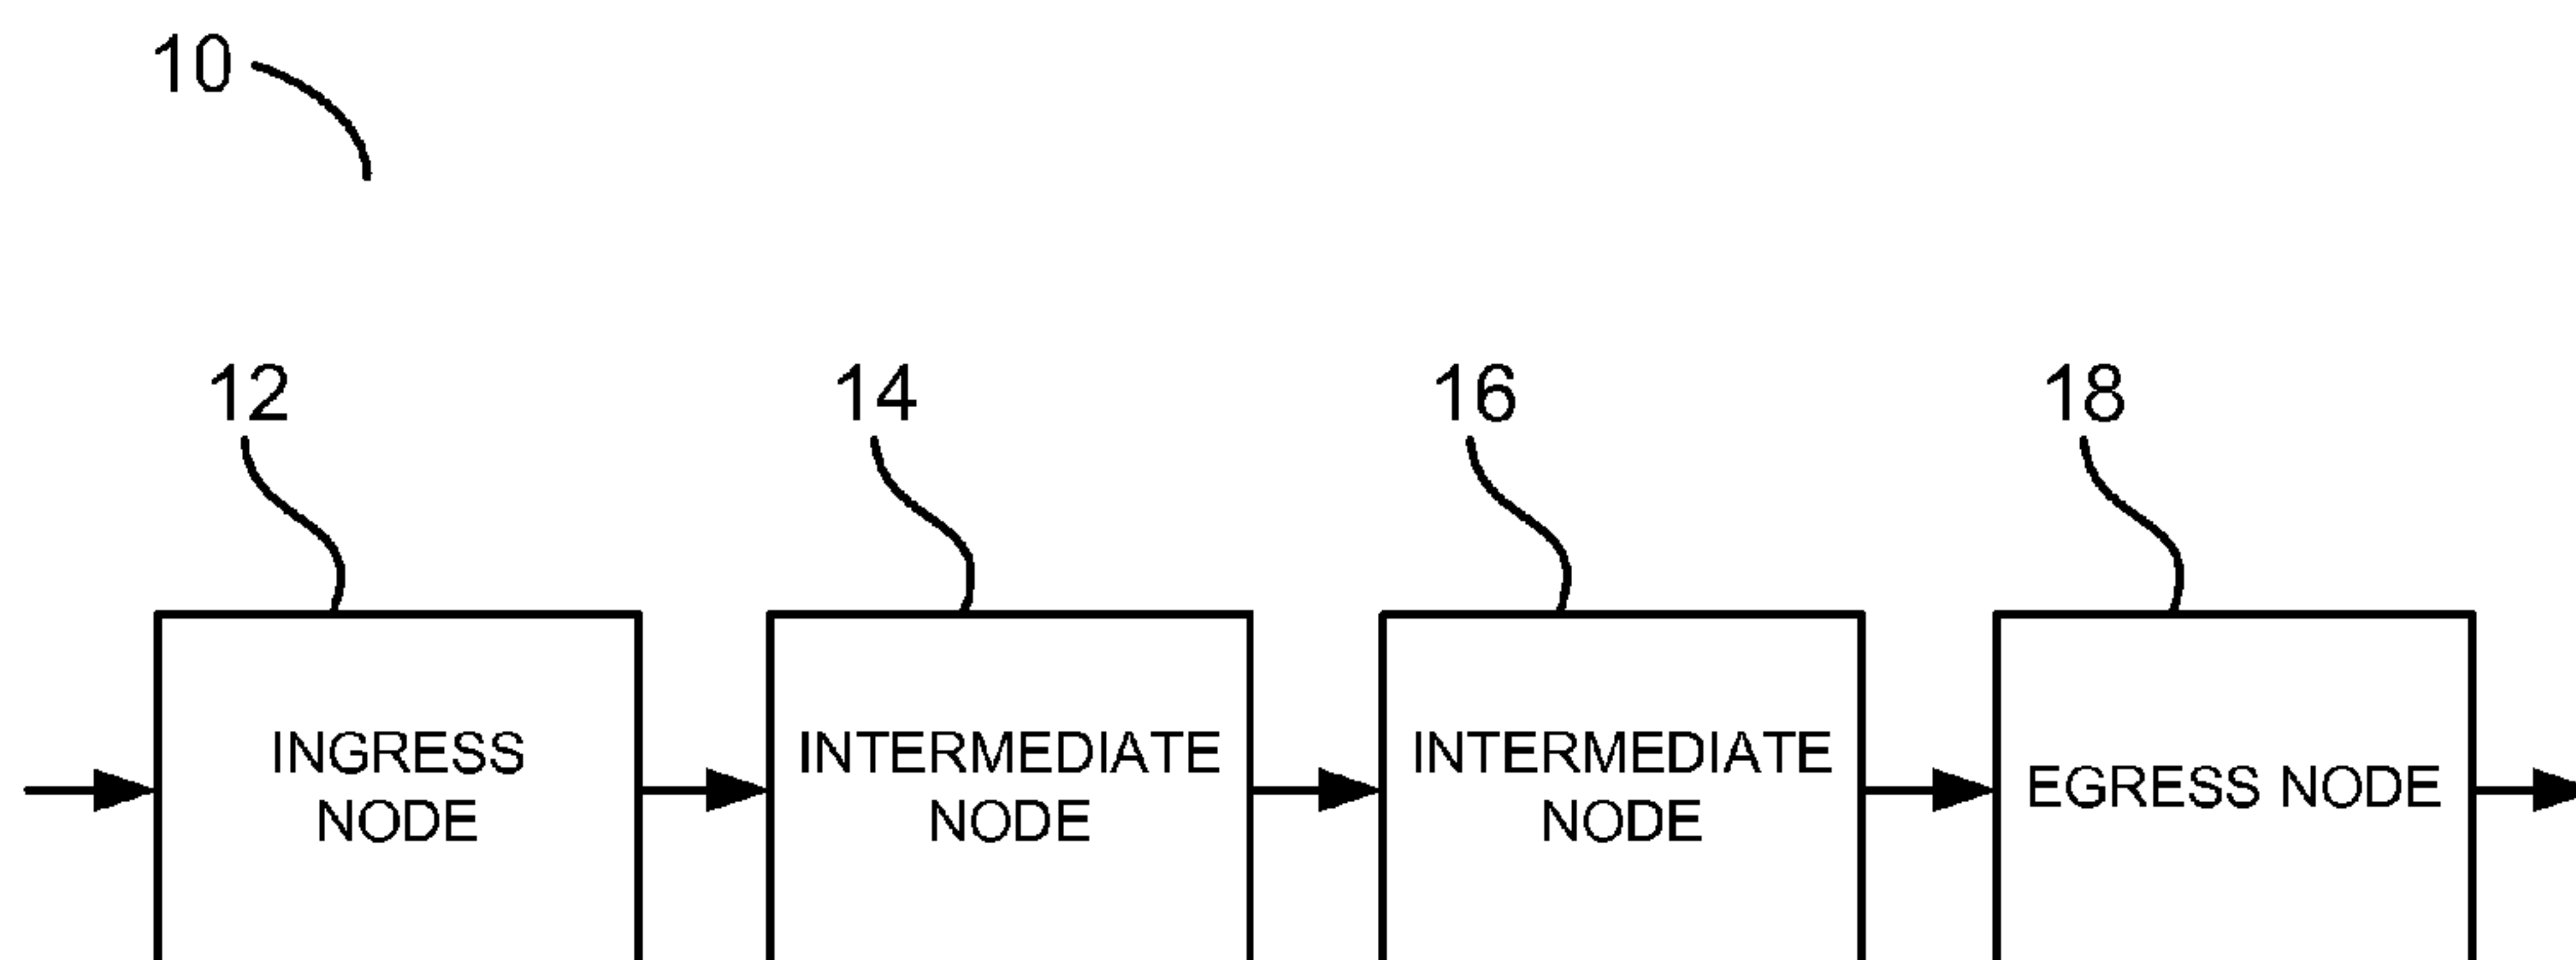 10
12
14
16
18
INGRESS
NODE
INTERMEDIATE
NODE
INTERMEDIATE
NODE
EGRESS NODE